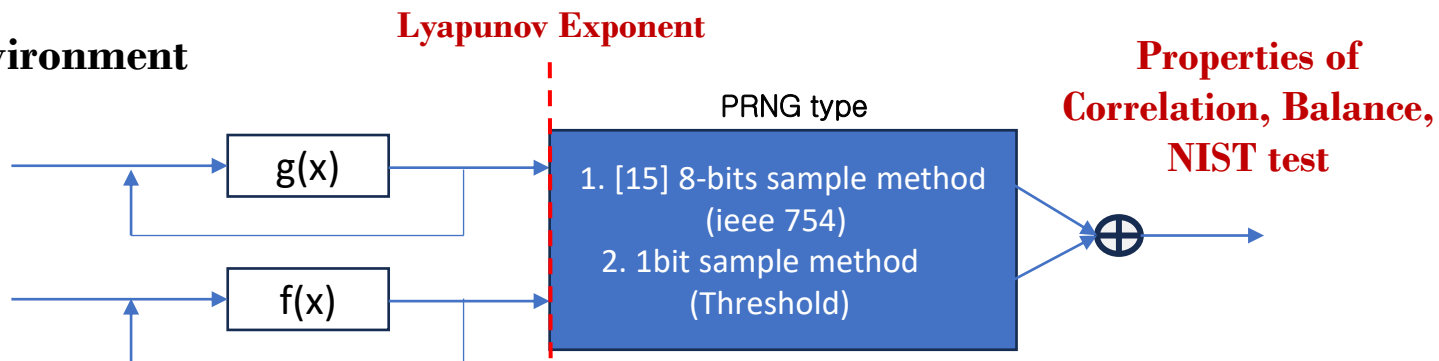 Lyapunov Exponent
vironment
Properties of
Correlation, Balance,
NIST test
PRNG type
g(x)
1. [15] 8-bits sample method
(ieee 754)
2. 1bit sample method
(Threshold)
f(x)